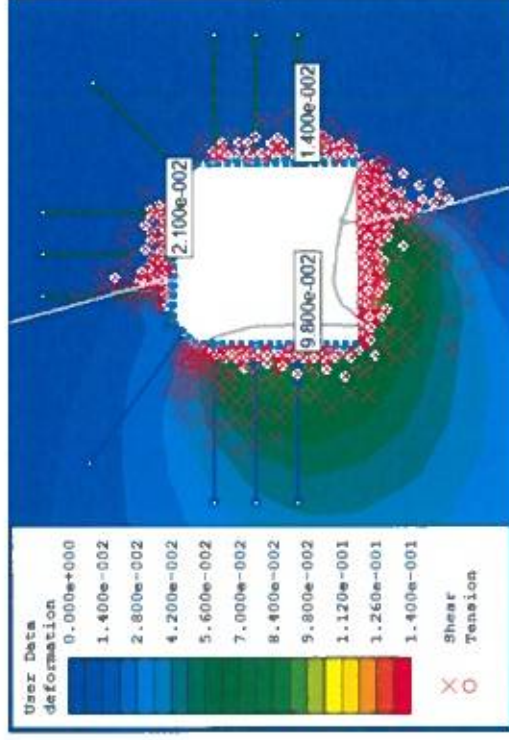 User Data
deformation
0.000e+000
1.400e-002
2.800e-002
4.200e-002
5.600e-002
7.000e-002
8.400e-002
9.800e-002
1.120e-001
1.260e-001
1.400e-001
Shear
Tension
2.100e-002
9.800e-002
1.400e-002